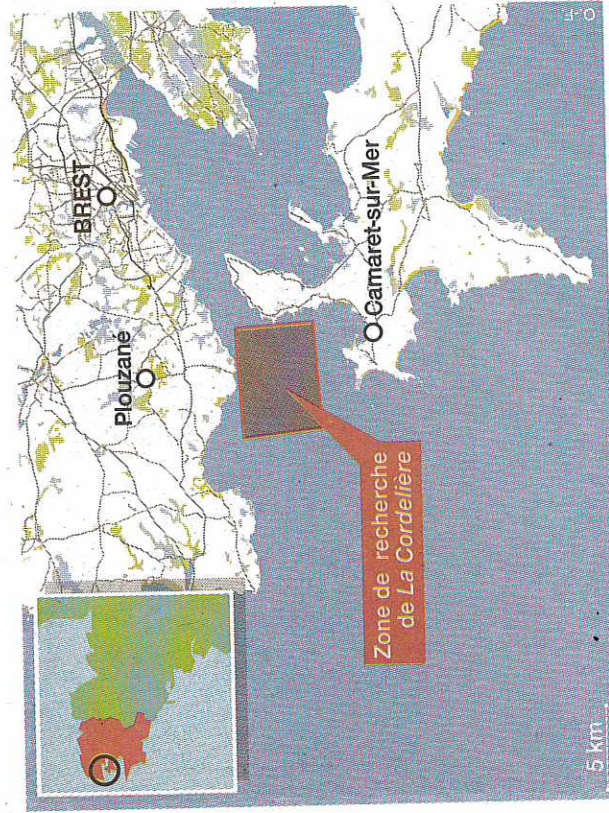 BREST
Plouzané
Camaret-sur-Mer
Zone de recherche
de La Cordelière
5 km
O-F